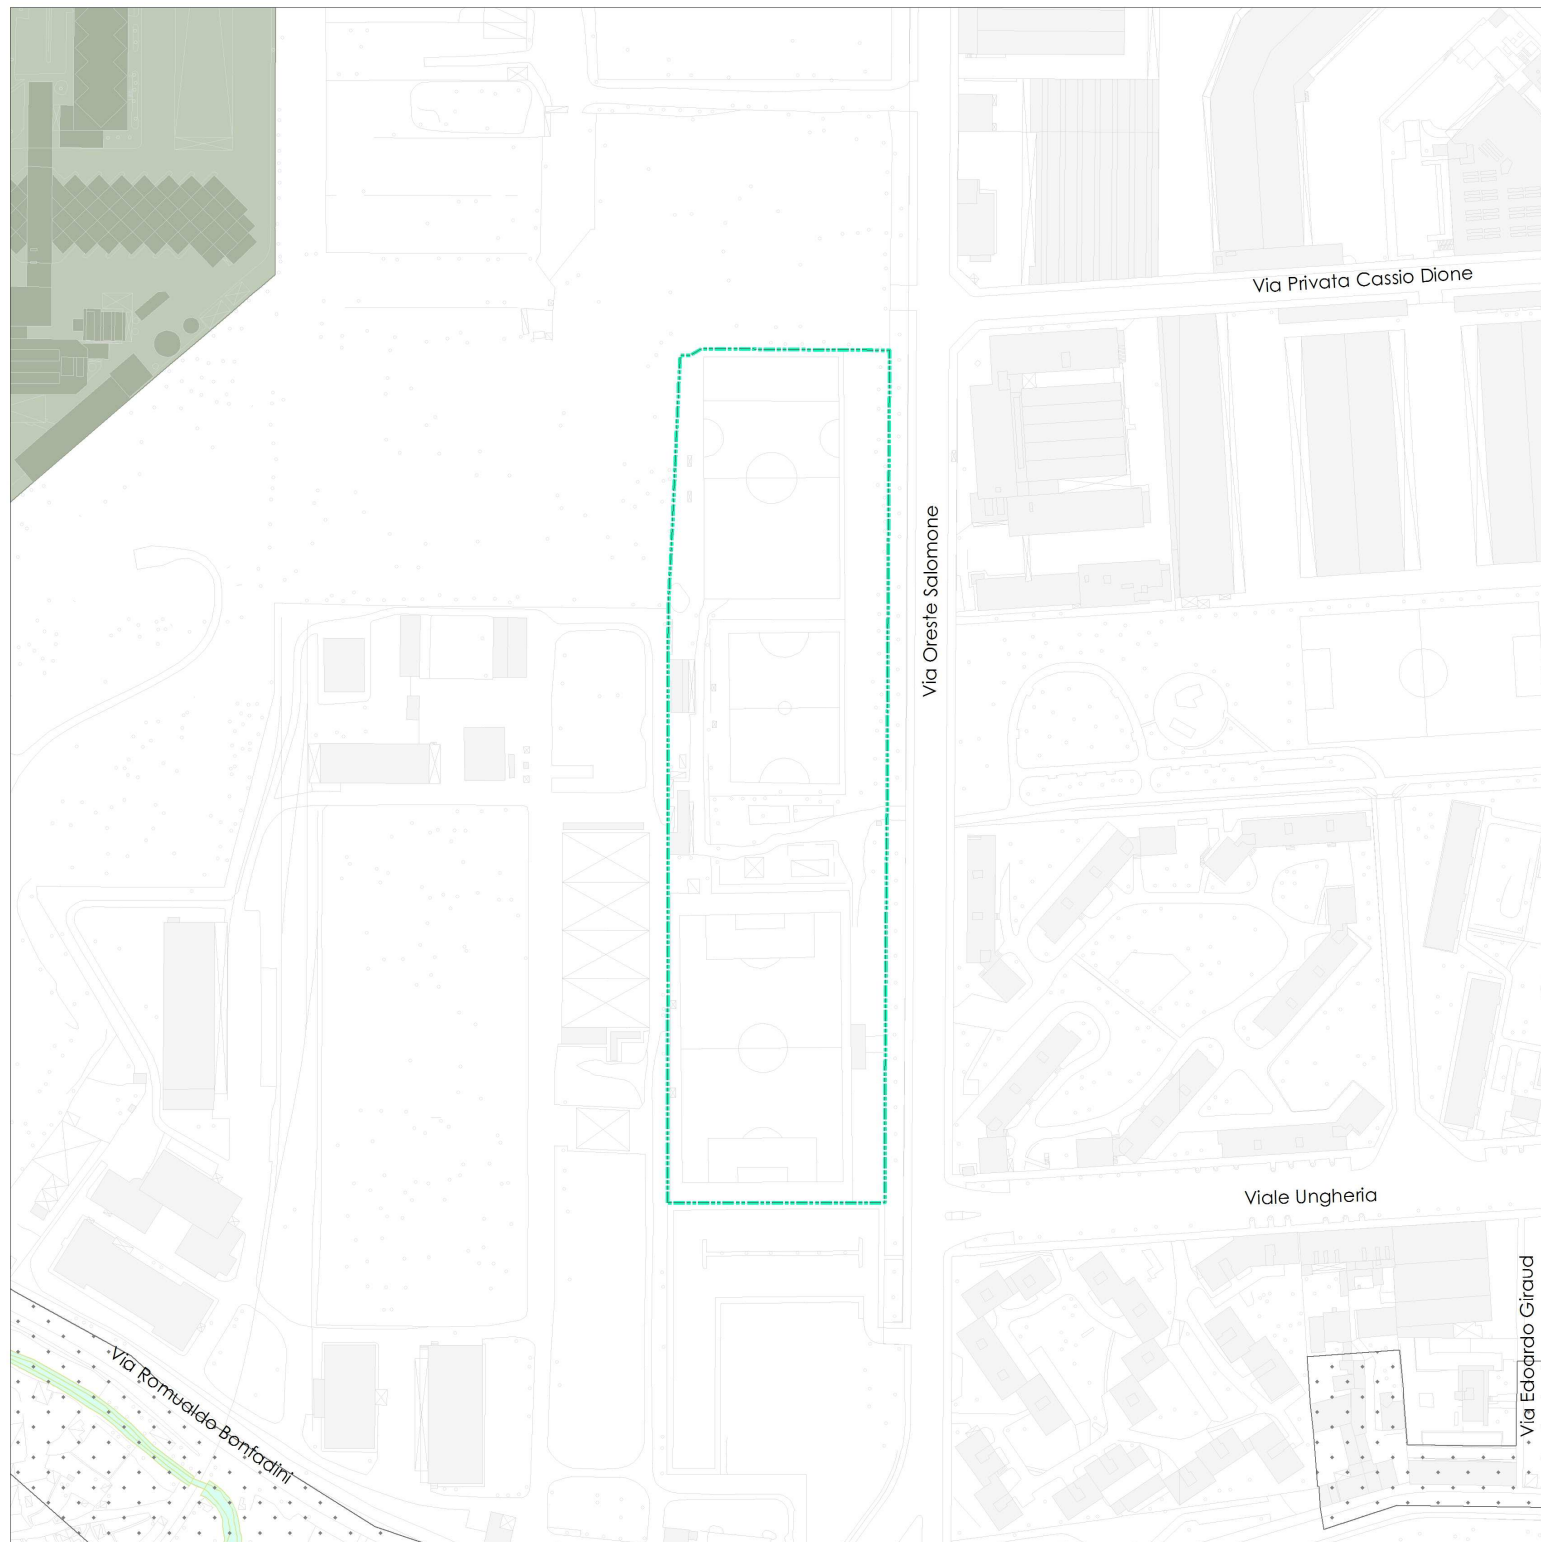 Via Privata Cassio Dione
Via Oreste Salomone
Viale Ungheria
Via Edoardo Giraud
Via Romualdo Bonfadini